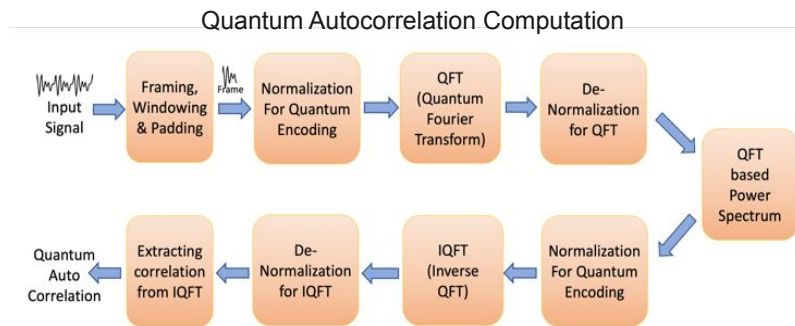 Quantum Autocorrelation Computation
Input
Signal
Framing,
Windowing
& Padding
Frame
Normalization
For Quantum
Encoding
QFT
(Quantum
Fourier
Transform)
De-
Normalization
for QFT
QFT
based
Power
Spectrum
Normalization
For Quantum
Encoding
IQFT
(Inverse
QFT)
De-
Normalization
for IQFT
Extracting
correlation
from IQFT
Quantum
Auto
Correlation